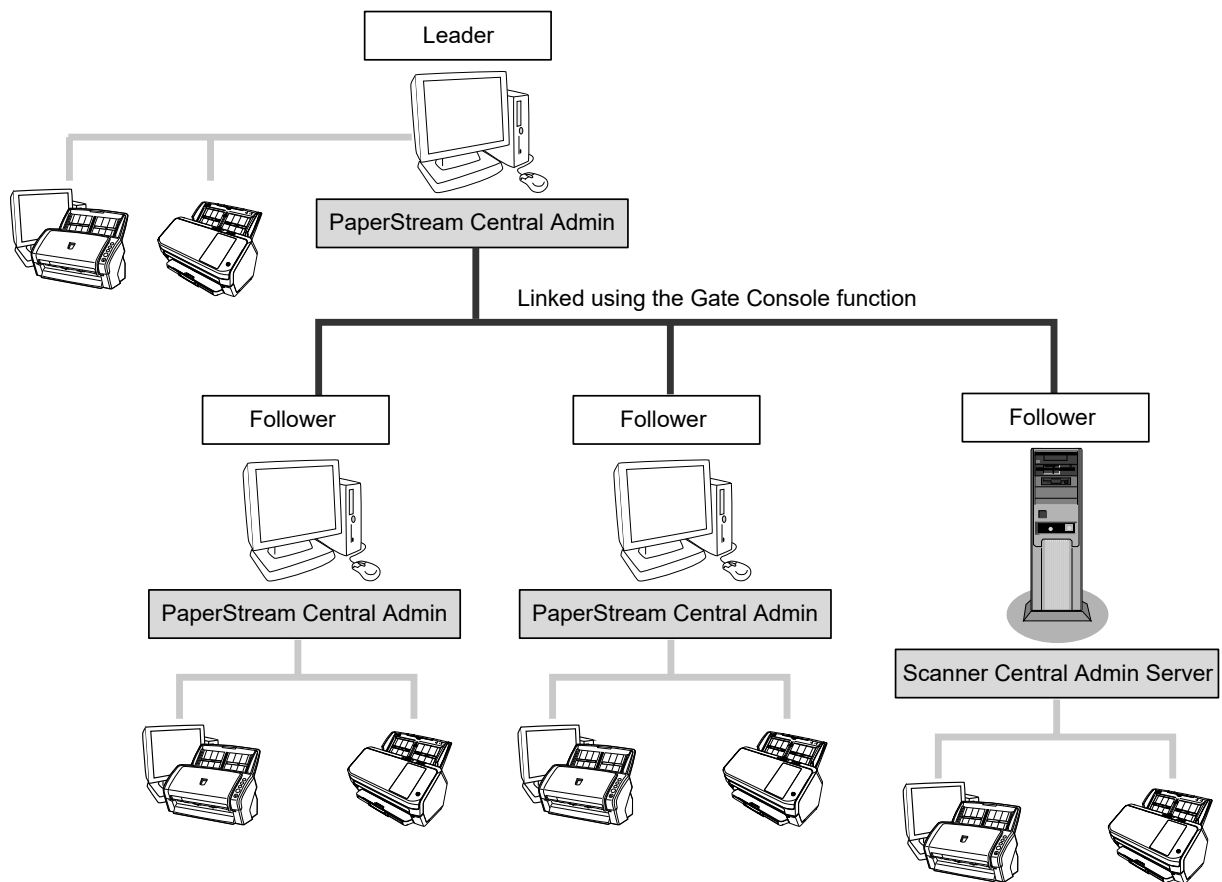 Leader
PaperStream Central Admin
Linked using the Gate Console function
Follower
Follower
Follower
PaperStream Central Admin
PaperStream Central Admin
Scanner Central Admin Server